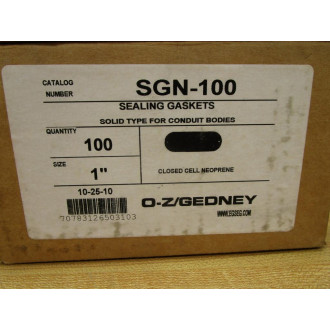 CATALOG
NUMBER
SGN-100
SEALING GASKETS
SOLID TYPE FOR CONDUIT BODIES
QUANTITY
100
SIZE
1"
CLOSED CELL NEOPRENE
10-25-10
70783126503103
O-Z/GEDNEY